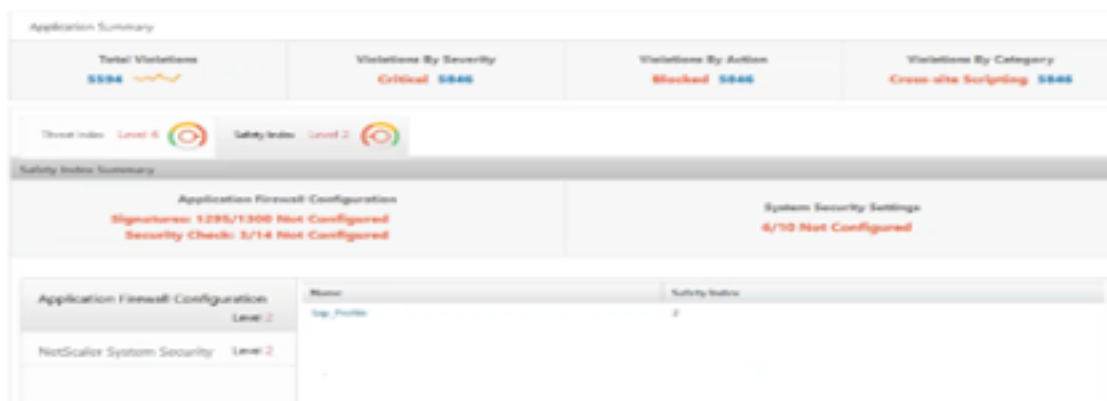 Application Summary
Total Violations
5594
Violations By Severity
Critical 5846
Violations By Action
Blocked 5846
Violations By Category
Cross-site Scripting 5846
Threat Index Level 6
Safety Index Level 2
Safety Index Summary
Application Firewall Configuration
Signatures: 1295/1300 Not Configured
Security Check: 3/14 Not Configured
System Security Settings
6/10 Not Configured
Application Firewall Configuration
Level 2
NetScaler System Security Level 2
Name
Safety Index
Sap_Profile
2